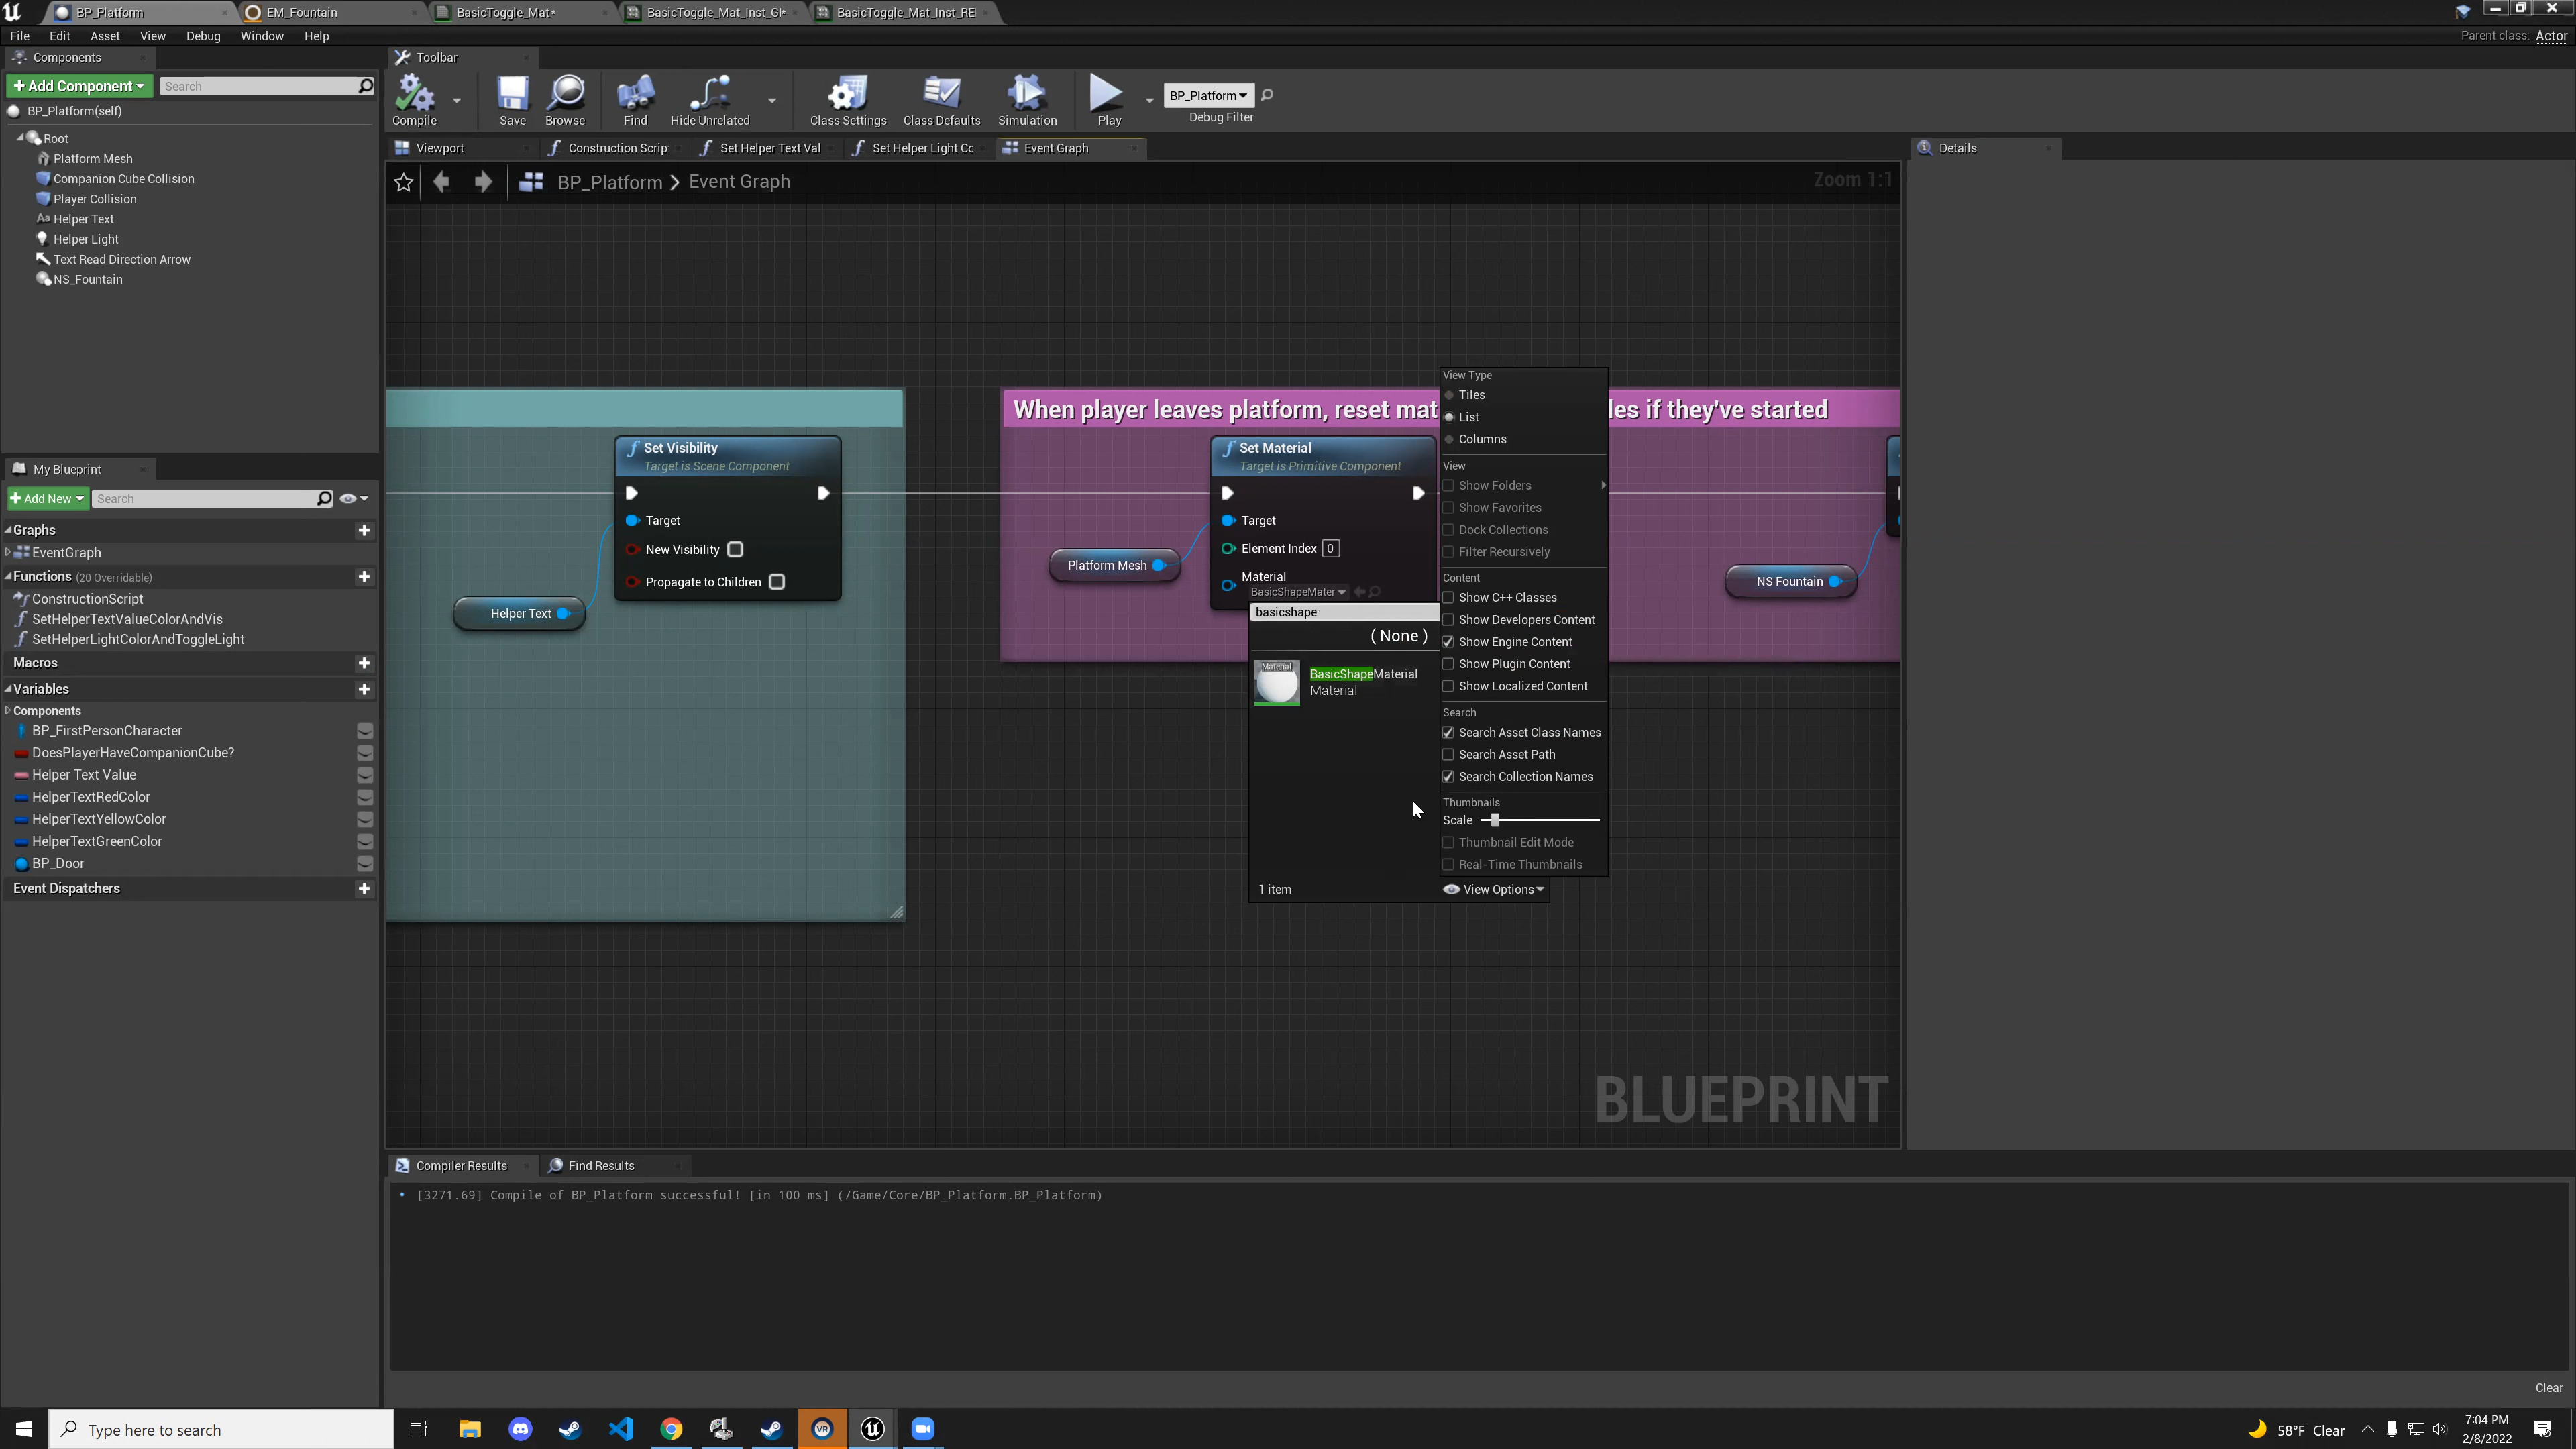 BP_Platform
EM_Fountain
BasicToggle_Mat*
BasicToggle_Mat_Inst_GI*
BasicToggle_Mat_Inst_RE
File Edit Asset View Debug Window Help
Parent class: Actor
Components
Toolbar
+ Add Component
Search
BP_Platform(self)
Root
Platform Mesh
Companion Cube Collision
Player Collision
Helper Text
Helper Light
Text Read Direction Arrow
NS_Fountain
Compile
Save
Browse
Find
Hide Unrelated
Class Settings
Class Defaults
Simulation
Play
BP_Platform
Debug Filter
Viewport
Construction Script
Set Helper Text Val
Set Helper Light Cc
Event Graph
Details
BP_Platform > Event Graph
Zoom 1:1
My Blueprint
+ Add New
Search
Graphs
EventGraph
Functions (20 Overridable)
ConstructionScript
SetHelperTextValueColorAndVis
SetHelperLightColorAndToggleLight
Macros
Variables
Components
BP_FirstPersonCharacter
DoesPlayerHaveCompanionCube?
Helper Text Value
HelperTextRedColor
HelperTextYellowColor
HelperTextGreenColor
BP_Door
Event Dispatchers
Set Visibility
Target is Scene Component
Target
New Visibility
Propagate to Children
Helper Text
When player leaves platform, reset mat
les if they've started
Set Material
Target is Primitive Component
Target
Element Index 0
Material
BasicShapeMater
Platform Mesh
NS Fountain
basicshape
( None )
Material
BasicShapeMaterial
Material
1 item
View Options
View Type
Tiles
List
Columns
View
Show Folders
Show Favorites
Dock Collections
Filter Recursively
Content
Show C++ Classes
Show Developers Content
Show Engine Content
Show Plugin Content
Show Localized Content
Search
Search Asset Class Names
Search Asset Path
Search Collection Names
Thumbnails
Scale
Thumbnail Edit Mode
Real-Time Thumbnails
BLUEPRINT
Compiler Results
Find Results
[3271.69] Compile of BP_Platform successful! [in 100 ms] (/Game/Core/BP_Platform.BP_Platform)
Clear
Type here to search
VR
58°F Clear
7:04 PM
2/8/2022